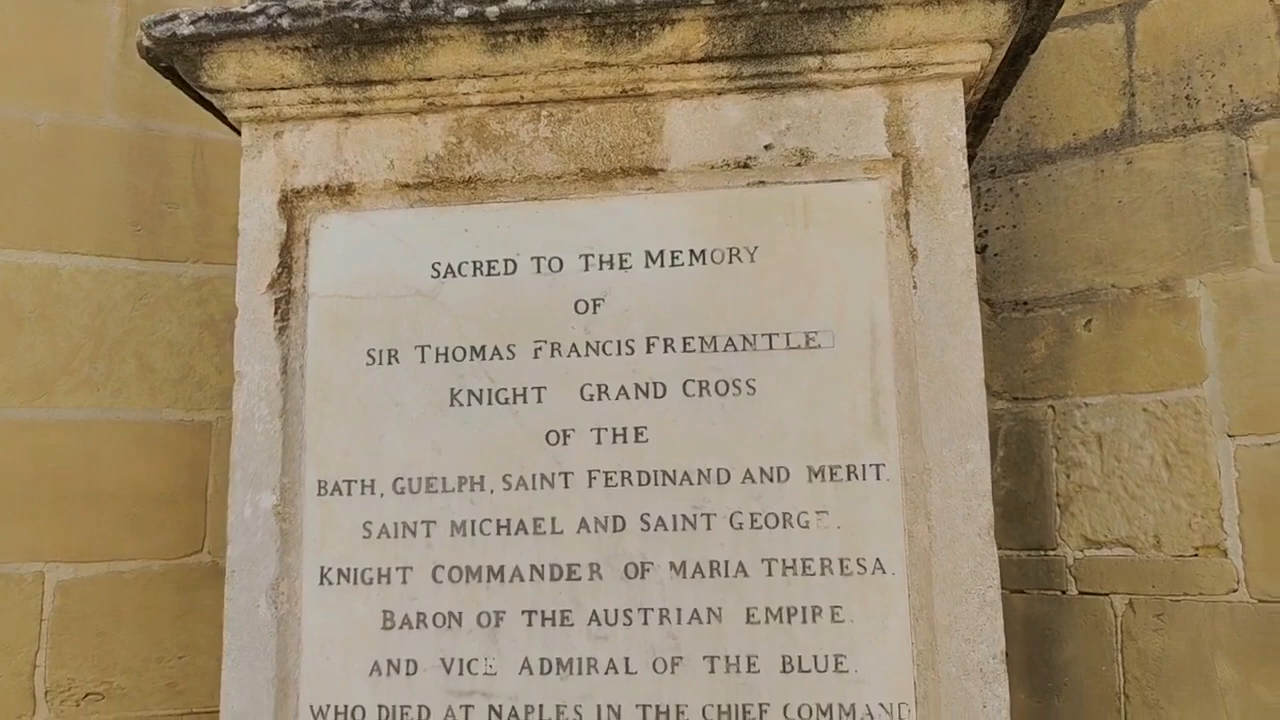 SACRED TO THE MEMORY
OF
SIR THOMAS FRANCIS FREMANTLE
KNIGHT GRAND CROSS
OF THE
BATH, GUELPH, SAINT FERDINAND AND MERIT.
SAINT MICHAEL AND SAINT GEORGE.
KNIGHT COMMANDER OF MARIA THERESA.
BARON OF THE AUSTRIAN EMPIRE.
AND VICE ADMIRAL OF THE BLUE.
WHO DIED AT NAPLES IN THE CHIEF COMMAND